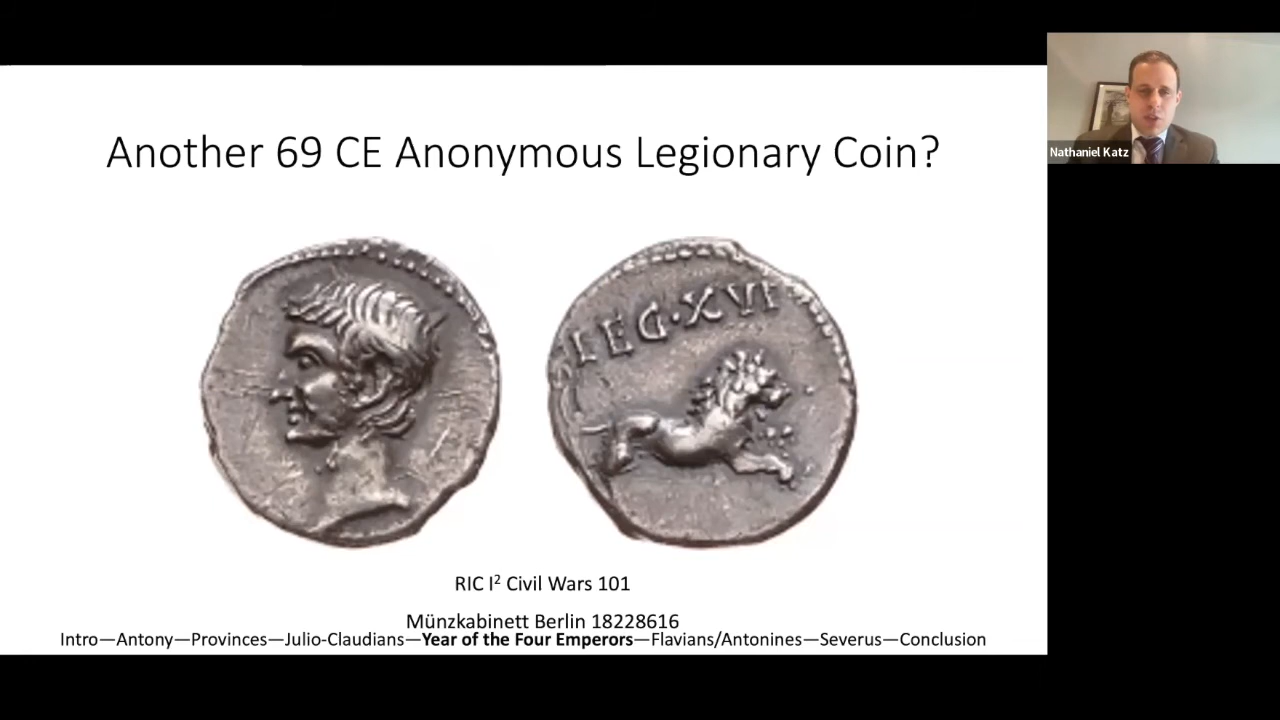 Another 69 CE Anonymous Legionary Coin?
Nathaniel Katz
LEG·XVI
RIC I² Civil Wars 101
Münzkabinett Berlin 18228616
Intro—Antony—Provinces—Julio-Claudians—Year of the Four Emperors—Flavians/Antonines—Severus—Conclusion